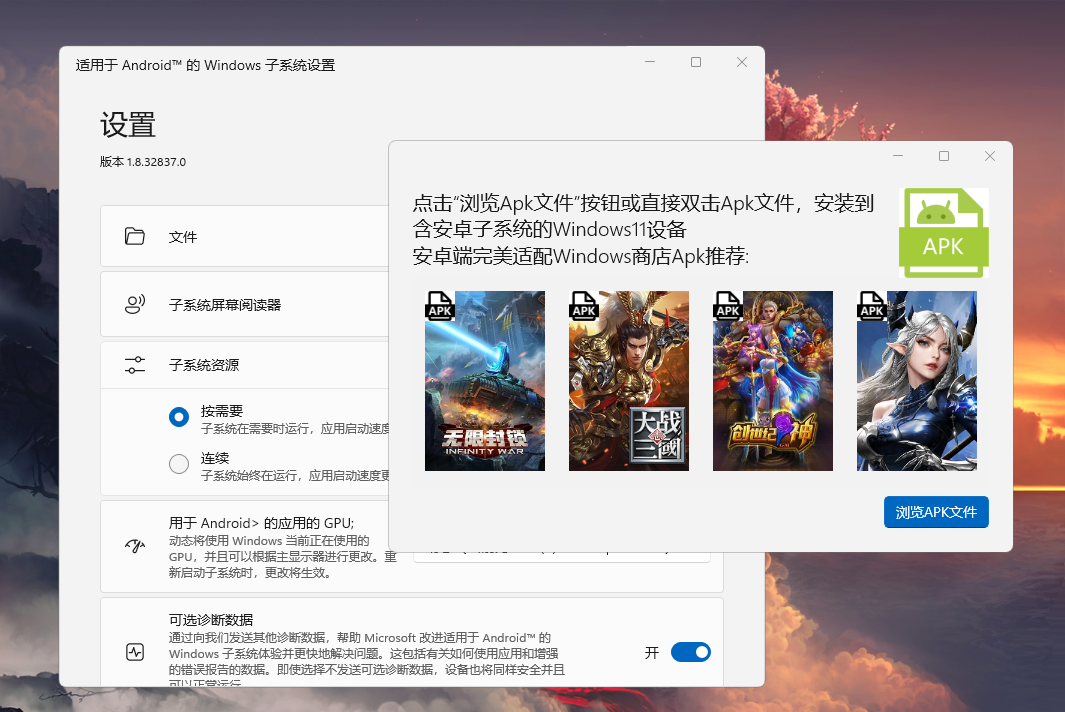 适用于 Android™ 的 Windows 子系统设置
设置
版本 1.8.32837.0
文件
子系统屏幕阅读器
子系统资源
按需要
子系统在需要时运行，应用启动速度
连续
子系统始终在运行，应用启动速度更
用于 Android> 的应用的 GPU;
动态将使用 Windows 当前正在使用的
GPU，并且可以根据主显示器进行更改。重
新启动子系统时，更改将生效。
可选诊断数据
通过向我们发送其他诊断数据，帮助 Microsoft 改进适用于 Android™ 的
Windows 子系统体验并更快地解决问题。这包括有关如何使用应用和增强
的错误报告的数据。即使选择不发送可选诊断数据，设备也将同样安全并且
可以正常运行
开
点击“浏览Apk文件”按钮或直接双击Apk文件，安装到
含安卓子系统的Windows11设备
安卓端完美适配Windows商店Apk推荐:
APK
APK
无限封锁
INFINITY WAR
APK
大战
三國
APK
创世纪神
APK
浏览APK文件